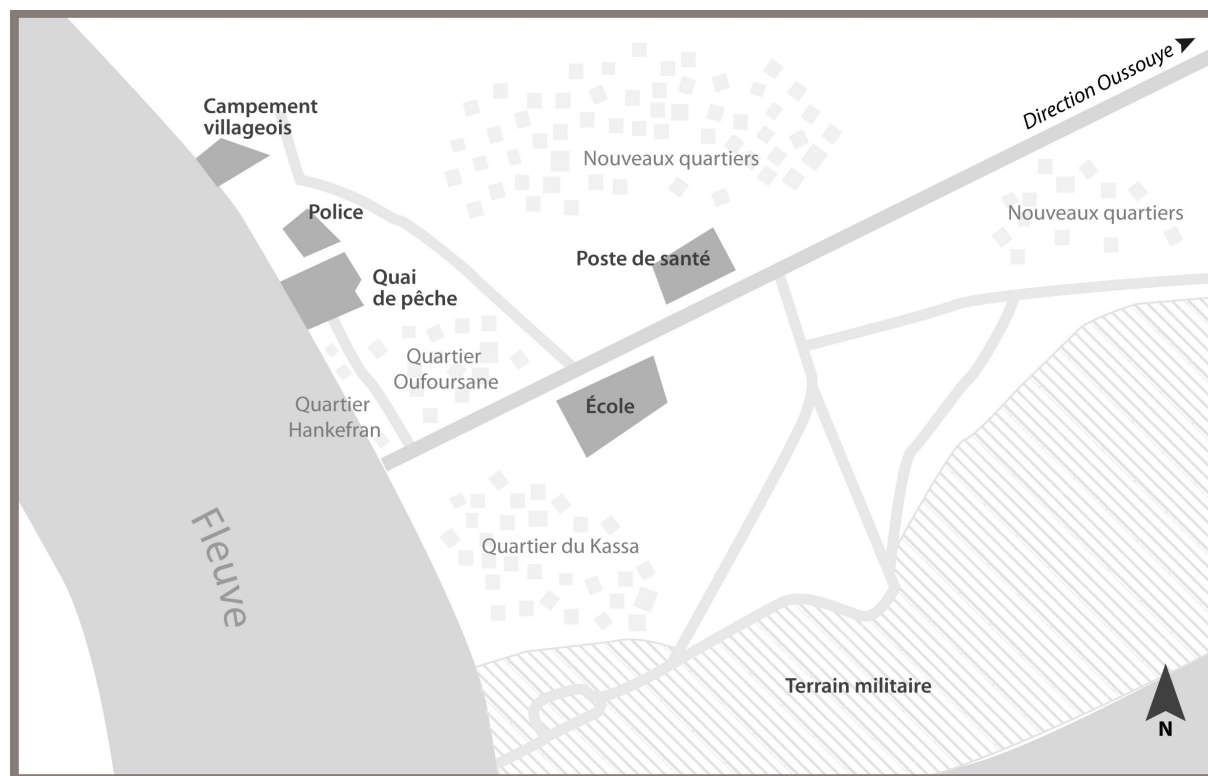 Direction Oussouye
Campement
villageois
Nouveaux quartiers
Police
Nouveaux quartiers
Poste de santé
Quai
de pêche
Quartier
Oufoursane
Quartier
Hankefran
École
Fleuve
Quartier du Kassa
Terrain militaire
N